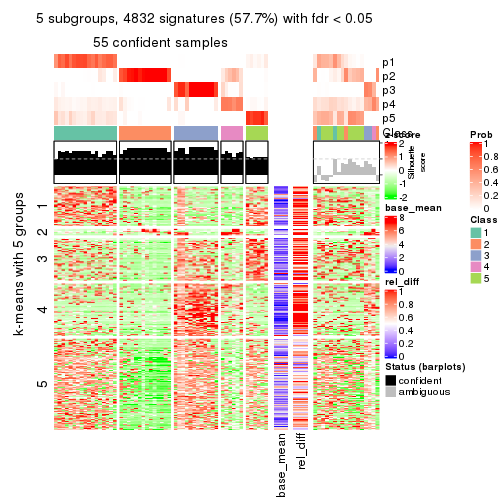 5 subgroups, 4832 signatures (57.7%) with fdr < 0.05
55 confident samples
p1
p2
p3
p4
p5
Class
k-means with 5 groups
1
2
3
4
5
Silhouette
score
base_mean
rel_diff
z-score
2
1
0
-1
-2
base_mean
8
6
4
2
0
rel_diff
1
0.8
0.6
0.4
0.2
0
Status (barplots)
confident
ambiguous
Prob
1
0.8
0.6
0.4
0.2
0
Class
1
2
3
4
5